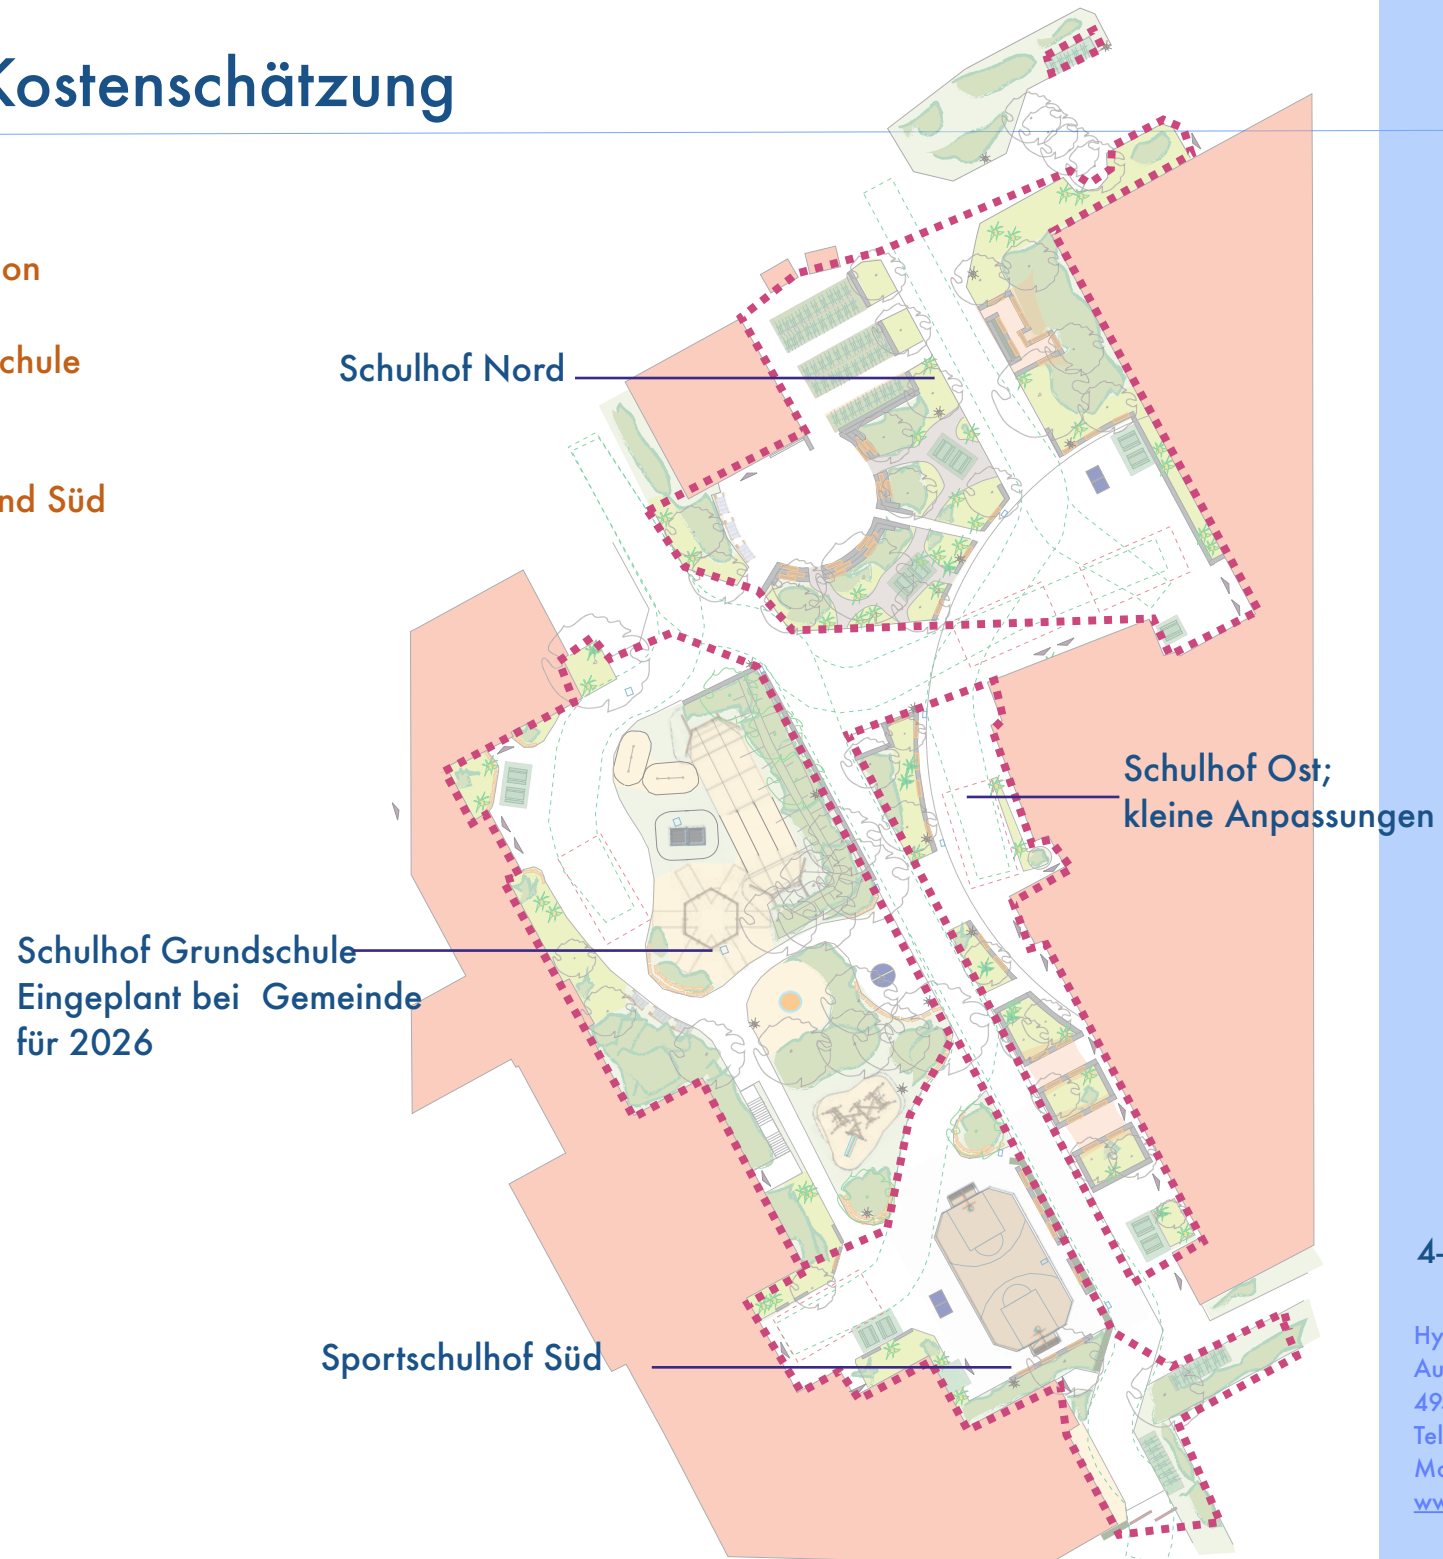 Kostenschätzung
on
chule
nd Süd
Schulhof Nord
Schulhof Ost;
kleine Anpassungen
Schulhof Grundschule
Eingeplant bei Gemeinde
für 2026
Sportschulhof Süd
4-
Hy
Au
49
Tel
Mo
ww